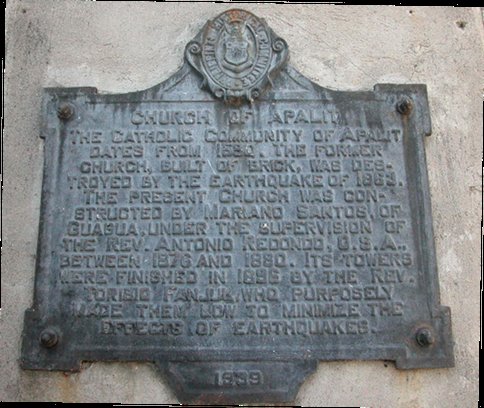 CHURCH OF APALIT
THE CATHOLIC COMMUNITY OF APALIT
DATES FROM 1590. THE FORMER
CHURCH, BUILT OF BRICK, WAS DES-
TROYED BY THE EARTHQUAKE OF 1863.
THE PRESENT CHURCH WAS CON-
STRUCTED BY MARIANO SANTOS, OF
GUAGUA, UNDER THE SUPERVISION OF
THE REV. ANTONIO REDONDO, O.S.A.,
BETWEEN 1876 AND 1880. ITS TOWERS
WERE FINISHED IN 1896 BY THE REV.
TORIBIO FANJUL, WHO PURPOSELY
MADE THEM LOW TO MINIMIZE THE
EFFECTS OF EARTHQUAKES.
1939